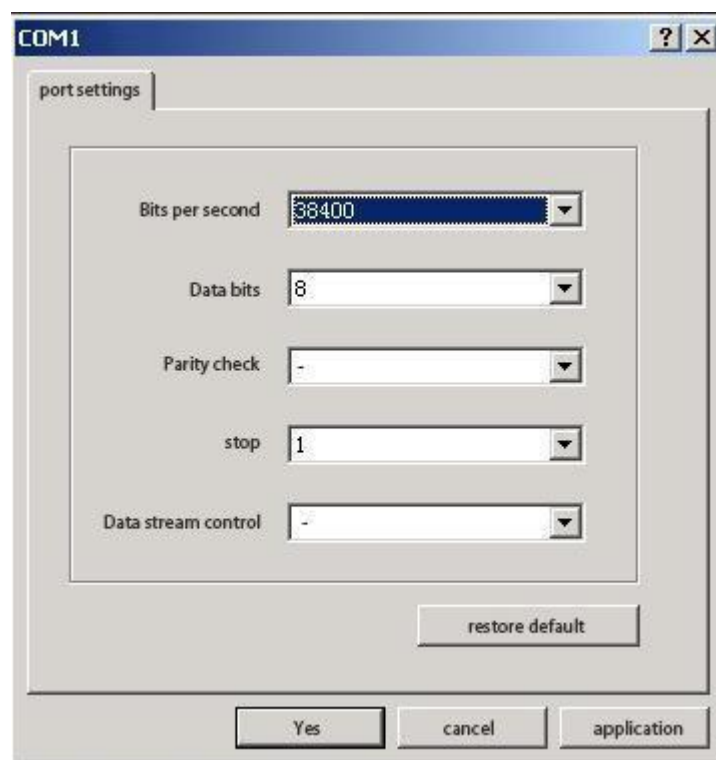 COM1
port settings
Bits per second 38400
Data bits 8
Parity check -
stop 1
Data stream control -
restore default
Yes cancel application